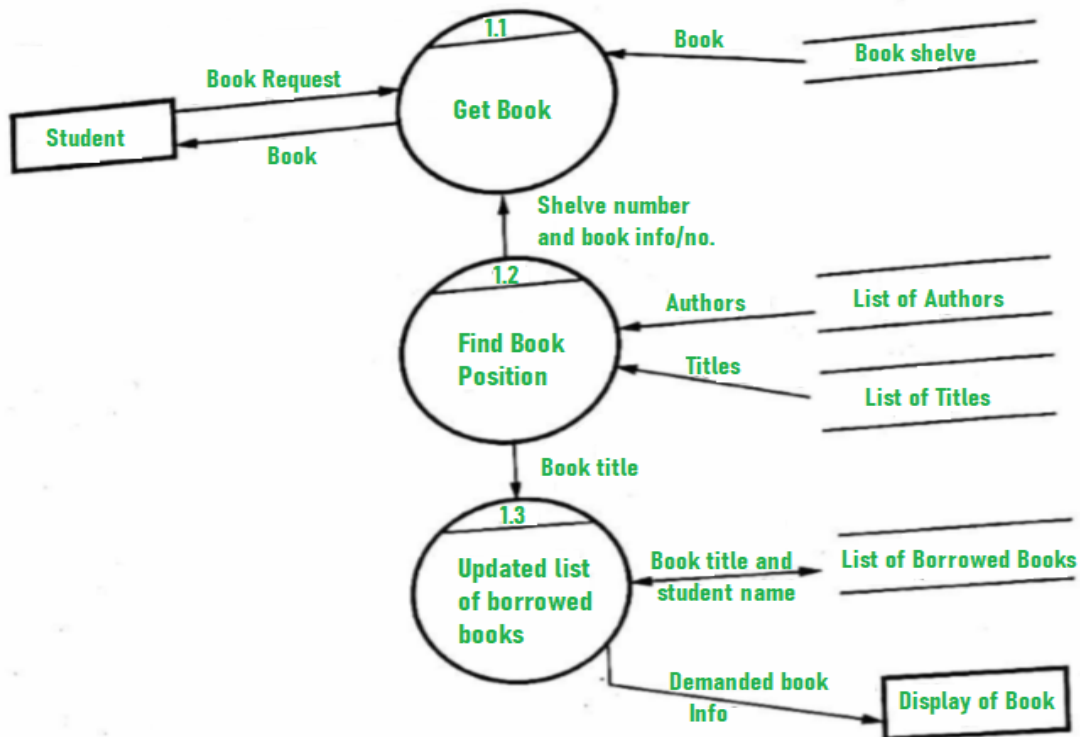 1.1
Book
Book shelve
Book Request
Get Book
Student
Book
Shelve number
and book info/no.
1.2
Authors
List of Authors
Find Book
Position
Titles
List of Titles
Book title
1.3
Updated list
of borrowed
books
Book title and
student name
List of Borrowed Books
Demanded book
Info
Display of Book